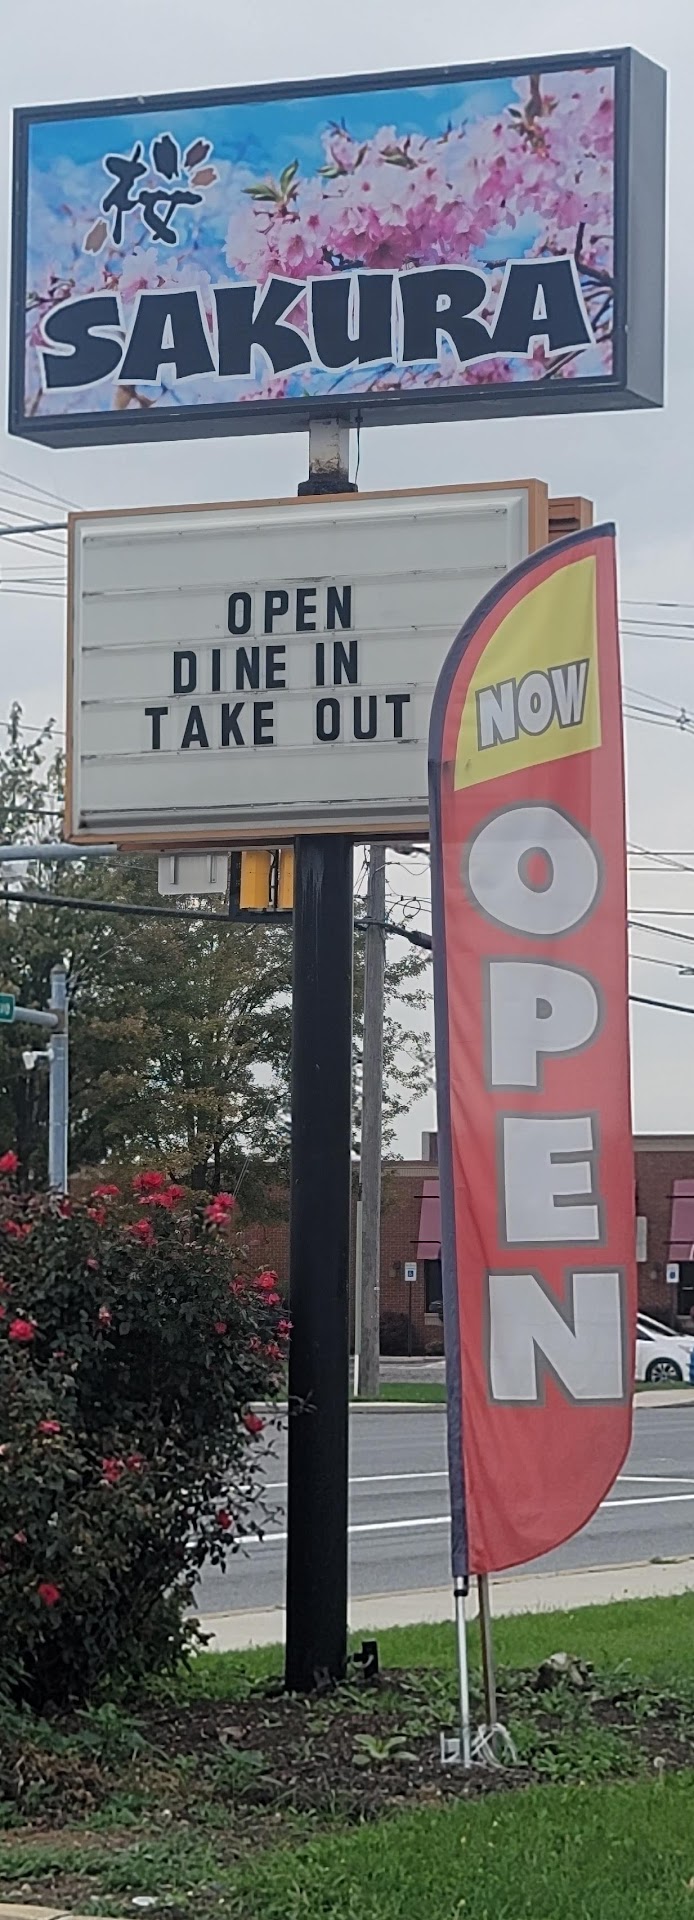 桜
SAKURA
OPEN
DINE IN
TAKE OUT
NOW
OPEN